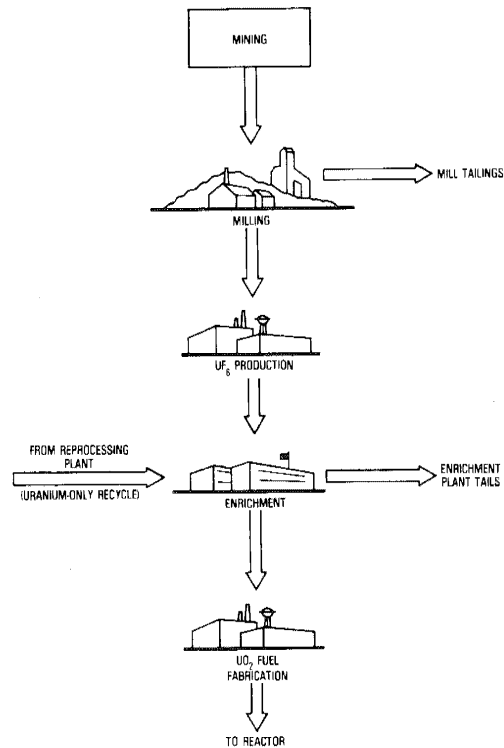 MINING
MILL TAILINGS
MILLING
UF₆ PRODUCTION
FROM REPROCESSING
PLANT
(URANIUM-ONLY RECYCLE)
ENRICHMENT
PLANT TAILS
ENRICHMENT
UO₂ FUEL
FABRICATION
TO REACTOR